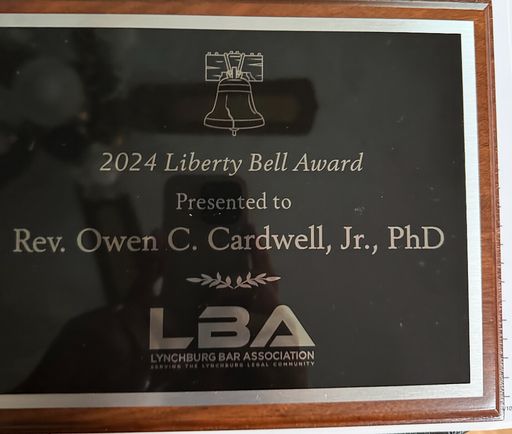 2024 Liberty Bell Award
Presented to
Rev. Owen C. Cardwell, Jr., PhD
LBA
LYNCHBURG BAR ASSOCIATION
SERVING THE LYNCHBURG LEGAL COMMUNITY